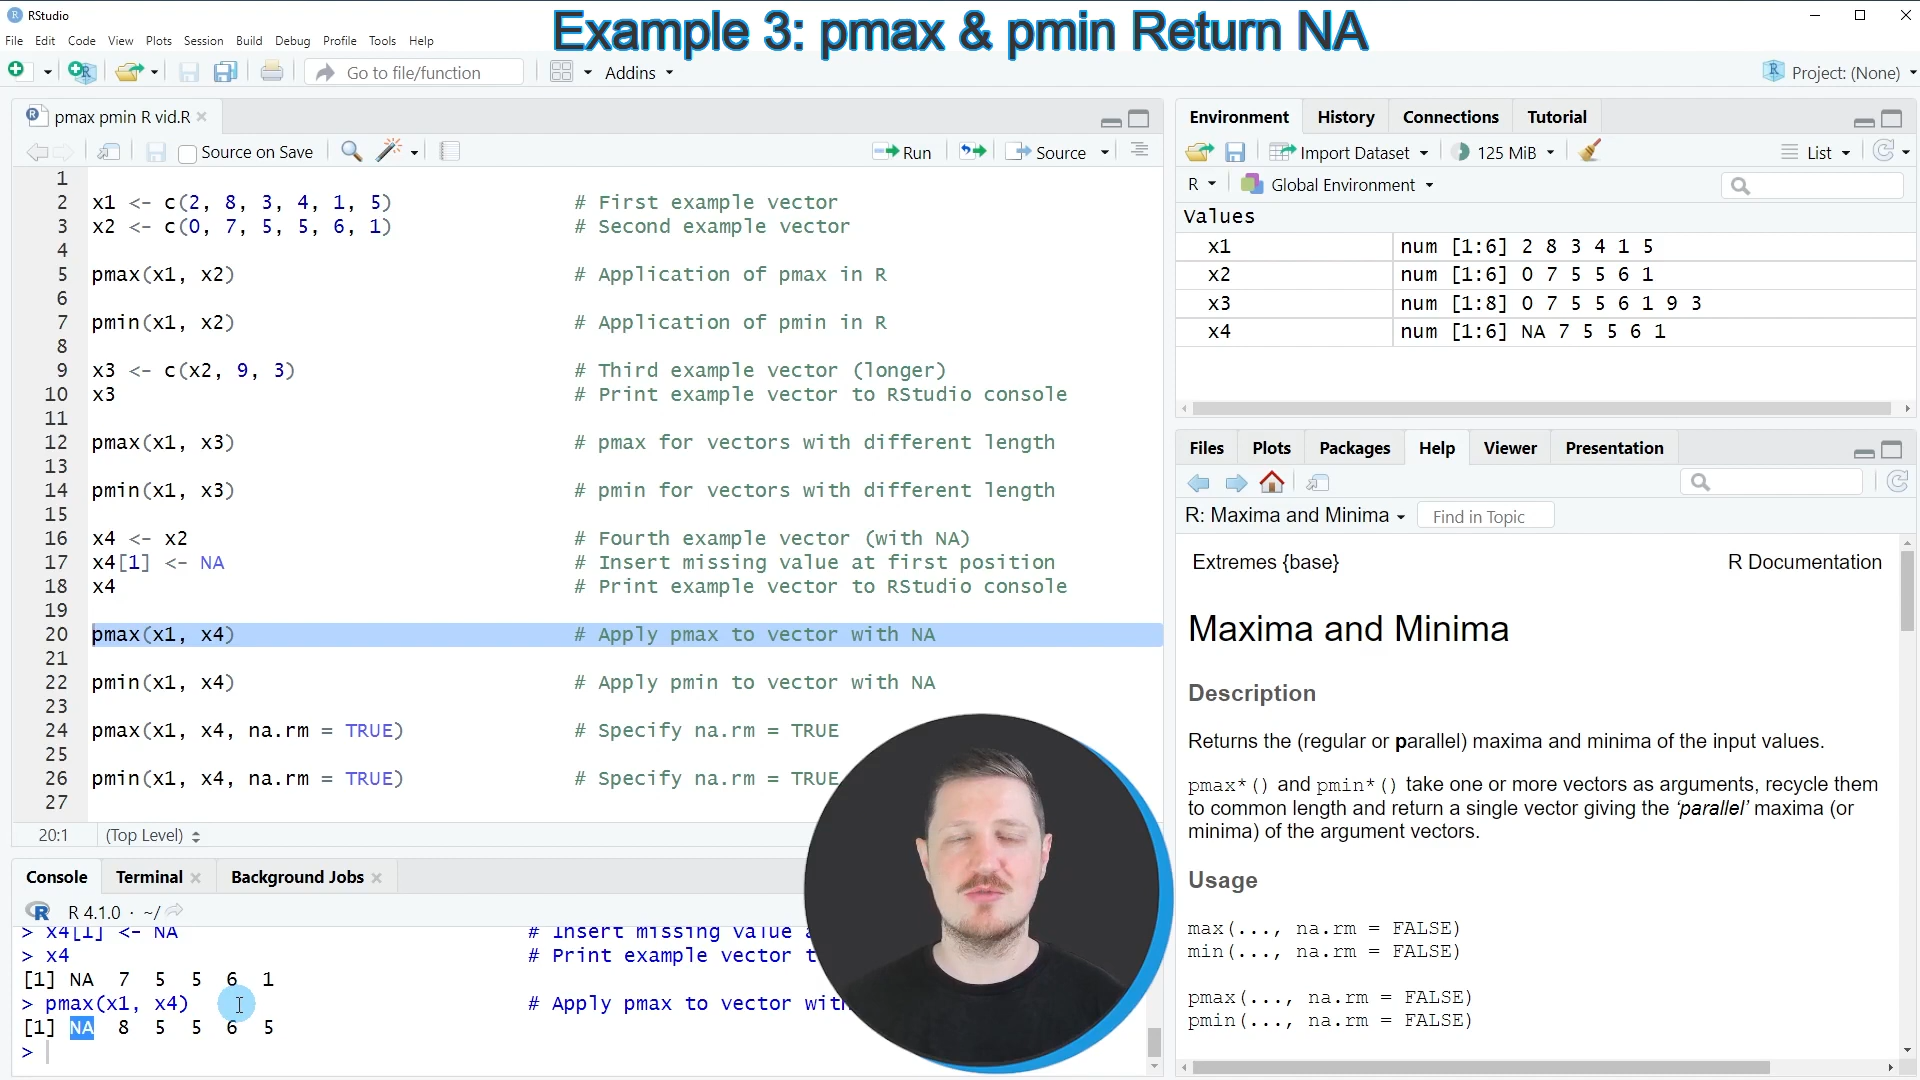 RStudio
Example 3: pmax & pmin Return NA
File Edit Code View Plots Session Build Debug Profile Tools Help
Go to file/function
Addins
Project: (None)
pmax pmin R vid.R
Source on Save
Run
Source
1
2 x1 <- c(2, 8, 3, 4, 1, 5) # First example vector
3 x2 <- c(0, 7, 5, 5, 6, 1) # Second example vector
4
5 pmax(x1, x2) # Application of pmax in R
6
7 pmin(x1, x2) # Application of pmin in R
8
9 x3 <- c(x2, 9, 3) # Third example vector (longer)
10 x3 # Print example vector to RStudio console
11
12 pmax(x1, x3) # pmax for vectors with different length
13
14 pmin(x1, x3) # pmin for vectors with different length
15
16 x4 <- x2 # Fourth example vector (with NA)
17 x4[1] <- NA # Insert missing value at first position
18 x4 # Print example vector to RStudio console
19
20 pmax(x1, x4) # Apply pmax to vector with NA
21
22 pmin(x1, x4) # Apply pmin to vector with NA
23
24 pmax(x1, x4, na.rm = TRUE) # Specify na.rm = TRUE
25
26 pmin(x1, x4, na.rm = TRUE) # Specify na.rm = TRUE
27
20:1 (Top Level)
Console Terminal Background Jobs
R 4.1.0 · ~/
> x4[1] <- NA # Insert missing value
> x4 # Print example vector t
[1] NA 7 5 5 6 1
> pmax(x1, x4) # Apply pmax to vector with
[1] NA 8 5 5 6 5
>
Environment History Connections Tutorial
Import Dataset 125 MiB List
R Global Environment
Values
x1 num [1:6] 2 8 3 4 1 5
x2 num [1:6] 0 7 5 5 6 1
x3 num [1:8] 0 7 5 5 6 1 9 3
x4 num [1:6] NA 7 5 5 6 1
Files Plots Packages Help Viewer Presentation
R: Maxima and Minima Find in Topic
Extremes {base} R Documentation
Maxima and Minima
Description
Returns the (regular or parallel) maxima and minima of the input values.
pmax*() and pmin*() take one or more vectors as arguments, recycle them
to common length and return a single vector giving the ‘parallel’ maxima (or
minima) of the argument vectors.
Usage
max(..., na.rm = FALSE)
min(..., na.rm = FALSE)
pmax(..., na.rm = FALSE)
pmin(..., na.rm = FALSE)